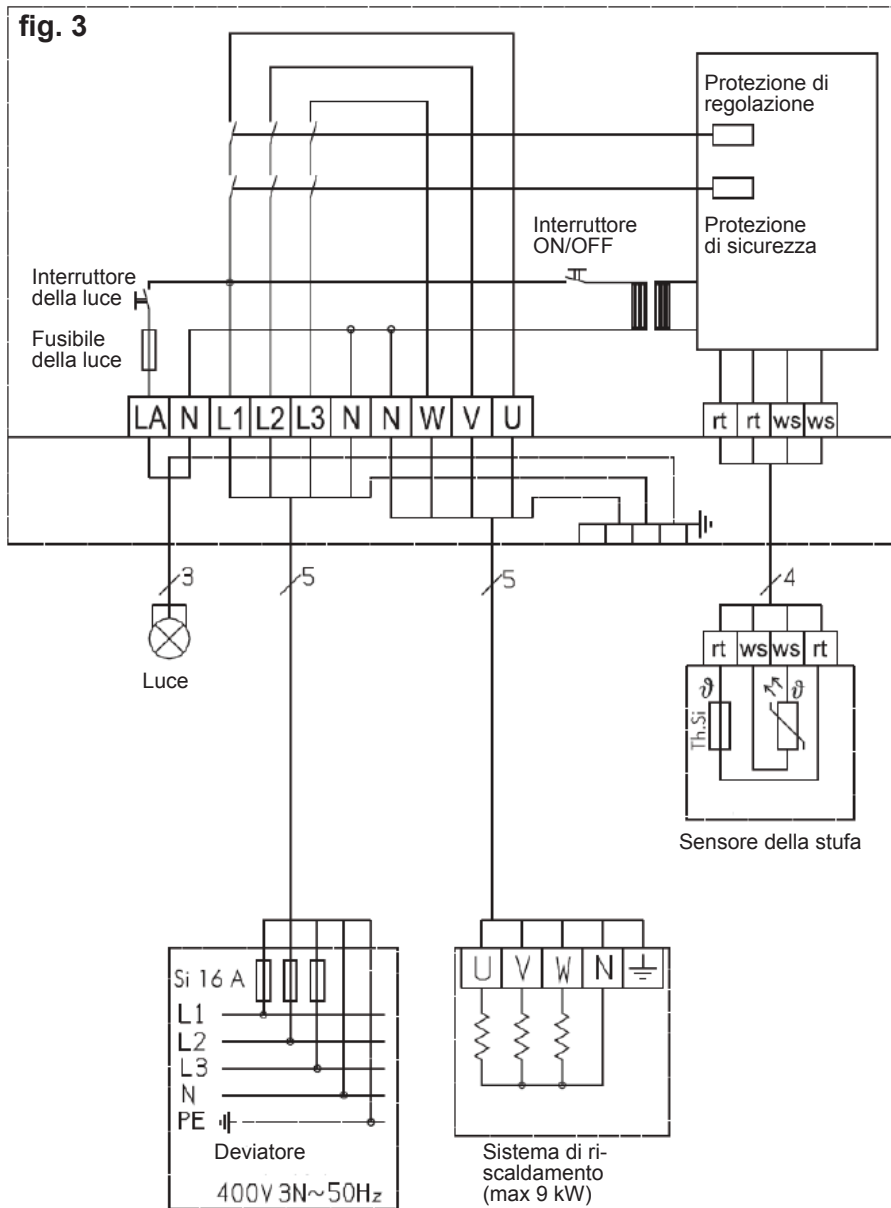 fig. 3
Protezione di
regolazione
Protezione
di sicurezza
Interruttore
ON/OFF
Interruttore
della luce
Fusibile
della luce
LA N L1 L2 L3 N N W V U
rt rt ws ws
3
5
5
4
Luce
rt ws ws rt
ϑ ϑ
Th.Si
Sensore della stufa
Si 16 A
L1
L2
L3
N
PE
Deviatore
400V 3N~50Hz
U V W N
Sistema di ri-
scaldamento
(max 9 kW)